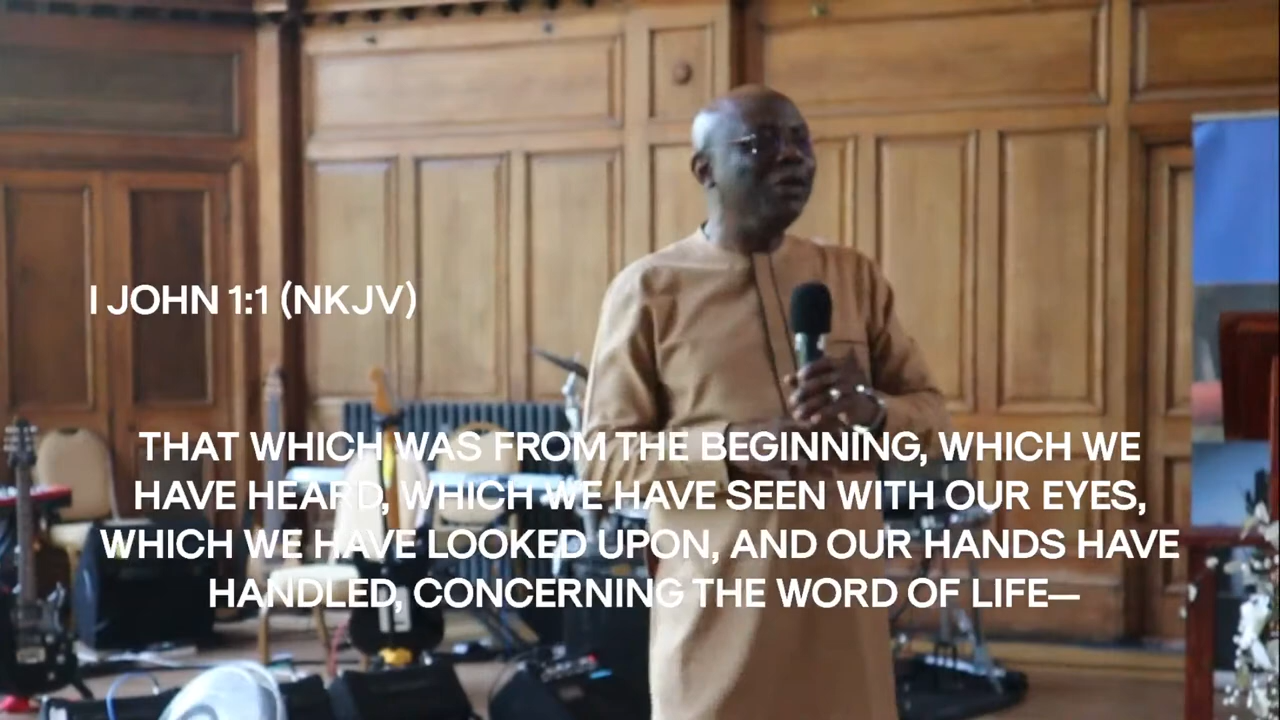 I JOHN 1:1 (NKJV)
THAT WHICH WAS FROM THE BEGINNING, WHICH WE
HAVE HEARD, WHICH WE HAVE SEEN WITH OUR EYES,
WHICH WE HAVE LOOKED UPON, AND OUR HANDS HAVE
HANDLED, CONCERNING THE WORD OF LIFE—